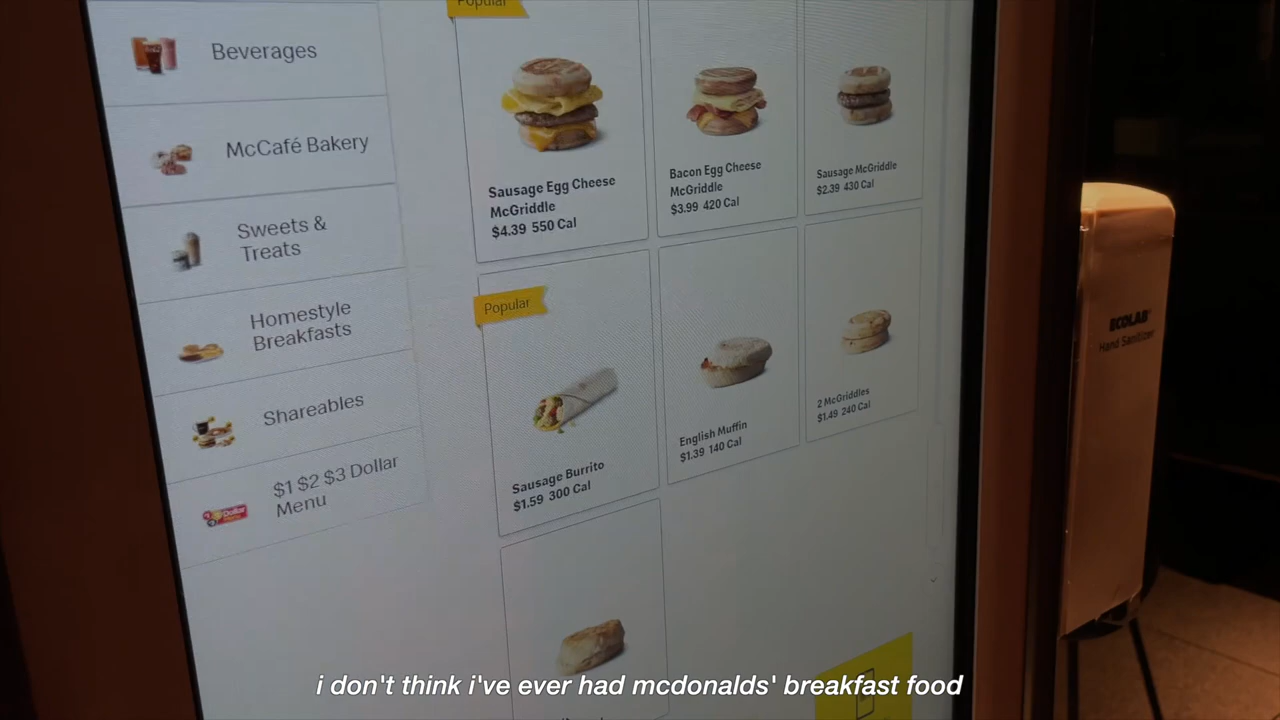 Popular
Beverages
McCafé Bakery
Sweets &
Treats
Homestyle
Breakfasts
Shareables
$1 $2 $3 Dollar
Menu
Dollar
Sausage Egg Cheese
McGriddle
$4.39 550 Cal
Bacon Egg Cheese
McGriddle
$3.99 420 Cal
Sausage McGriddle
$2.39 430 Cal
Popular
Sausage Burrito
$1.59 300 Cal
English Muffin
$1.39 140 Cal
2 McGriddles
$1.49 240 Cal
ECOLAB
Hand Sanitizer
i don't think i've ever had mcdonalds' breakfast food